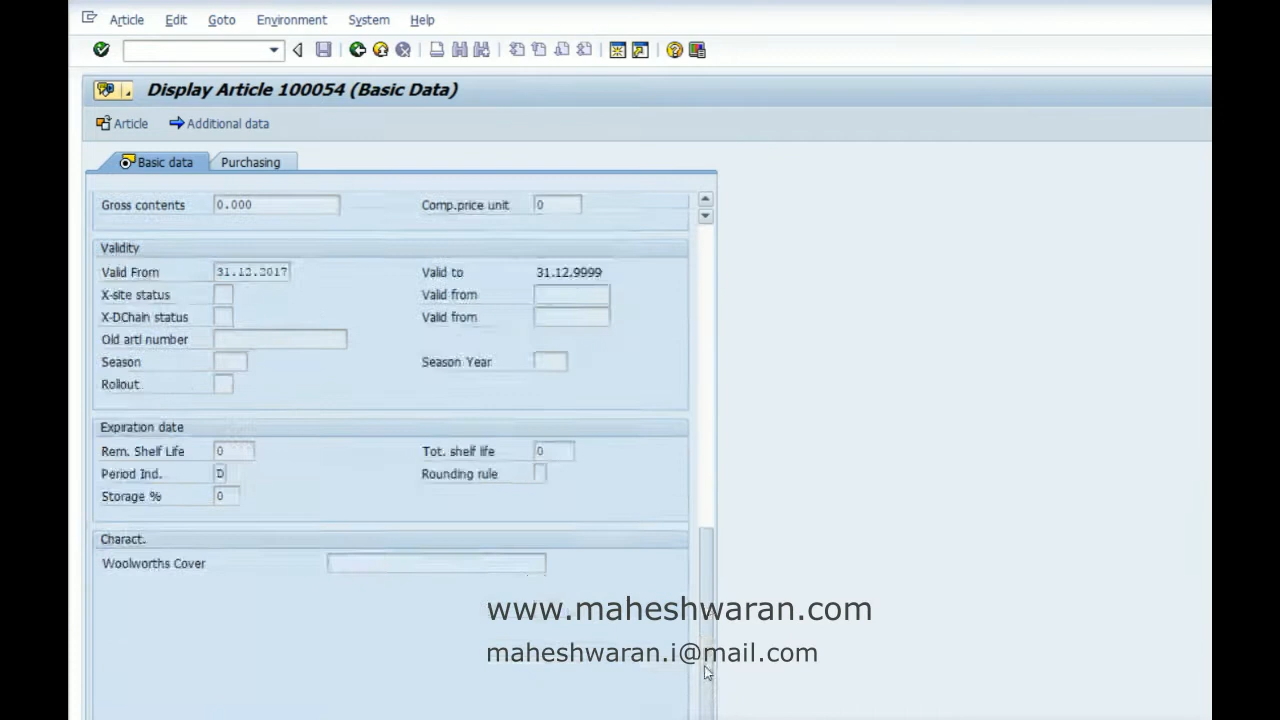 Article Edit Goto Environment System Help
Display Article 100054 (Basic Data)
Article Additional data
Basic data Purchasing
Gross contents 0.000 Comp.price unit 0
Validity
Valid From 31.12.2017 Valid to 31.12.9999
X-site status Valid from
X-DChain status Valid from
Old artl number
Season Season Year
Rollout
Expiration date
Rem. Shelf Life 0 Tot. shelf life 0
Period Ind. D Rounding rule
Storage % 0
Charact.
Woolworths Cover
www.maheshwaran.com
maheshwaran.i@mail.com